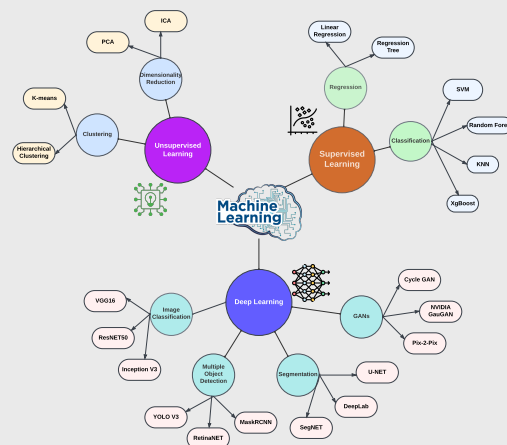 ICA
PCA
Dimensionality
Reduction
K-means
Clustering
Hierarchical
Clustering
Unsupervised
Learning
Linear
Regression
Regression
Tree
Regression
SVM
Random
Classification
KNN
XgBoost
Supervised
Learning
Machine
Learning
Deep Learning
VGG16
Image
Classification
ResNET50
Inception V3
Multiple
Object
Detection
YOLO V3
MaskRCNN
RetinaNET
Segmentation
U-NET
DeepLab
SegNET
GANs
Cycle GAN
NVIDIA
GauGAN
Pix-2-Pix